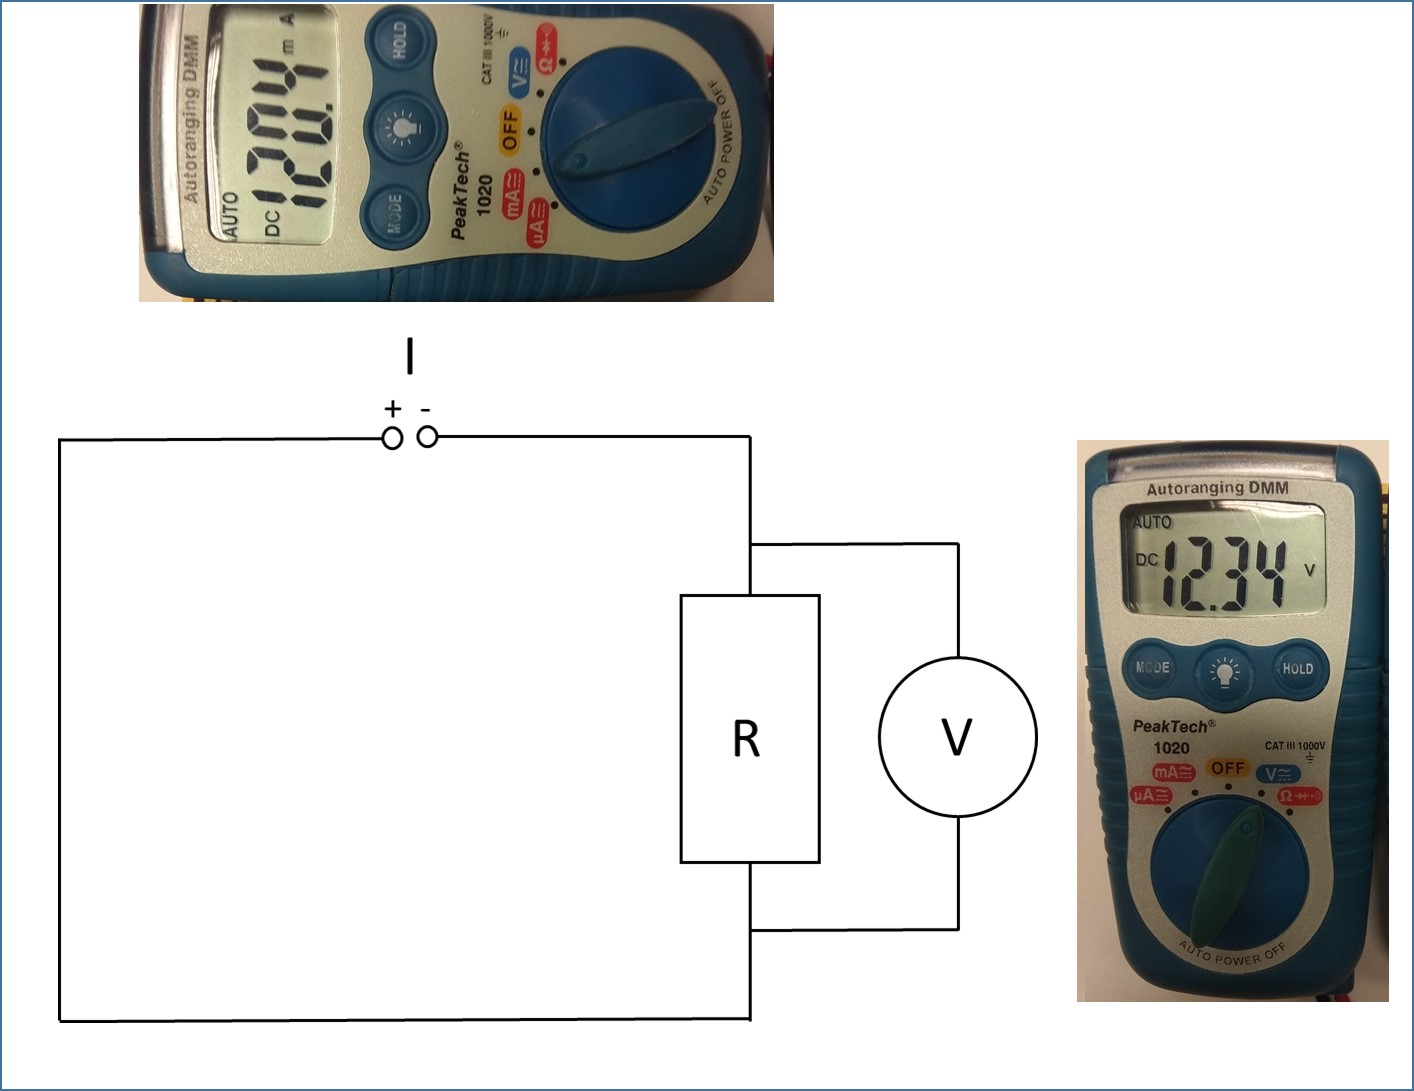 Autoranging DMM
AUTO
DC 120.4 m A
MODE HOLD
PeakTech®
1020 CAT III 1000V
µA mA OFF V Ω
AUTO POWER OFF
I
+ -
R
V
Autoranging DMM
AUTO
DC 12.34 V
MODE HOLD
PeakTech®
1020 CAT III 1000V
µA mA OFF V Ω
AUTO POWER OFF